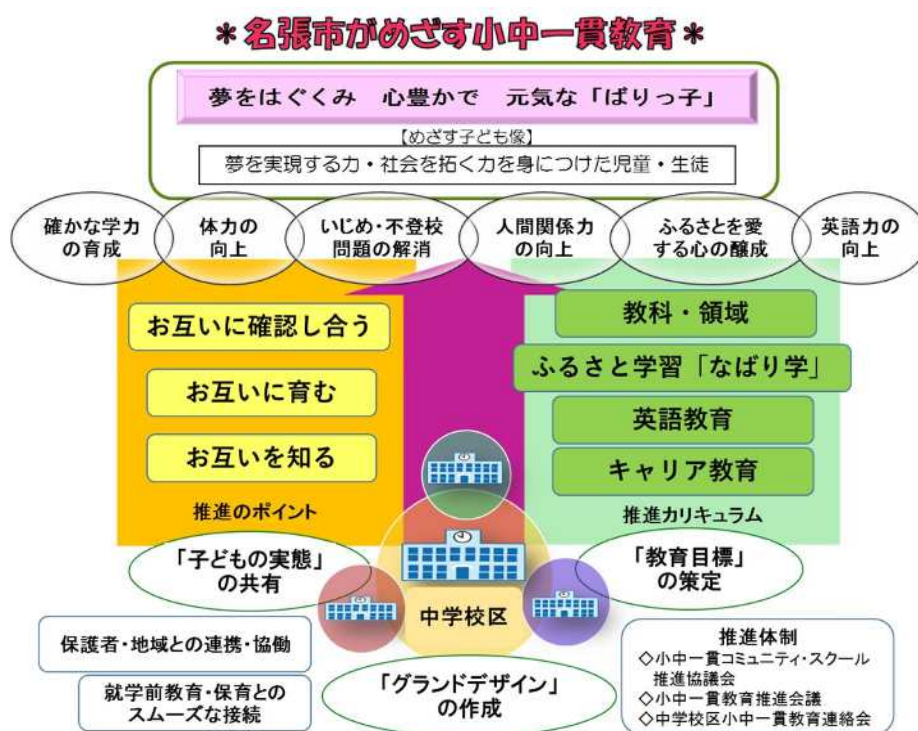 ＊名張市がめざす小中一貫教育＊
夢をはぐくみ　心豊かで　元気な「ばりっ子」
【めざす子ども像】
夢を実現する力・社会を拓く力を身につけた児童・生徒
確かな学力
の育成
体力の
向上
いじめ・不登校
問題の解消
人間関係力
の向上
ふるさとを愛
する心の醸成
英語力の
向上
お互いに確認し合う
お互いに育む
お互いを知る
推進のポイント
教科・領域
ふるさと学習「なばり学」
英語教育
キャリア教育
推進カリキュラム
「子どもの実態」
の共有
「教育目標」
の策定
中学校区
「グランドデザイン」
の作成
保護者・地域との連携・協働
就学前教育・保育との
スムーズな接続
推進体制
◇小中一貫コミュニティ・スクール
推進協議会
◇小中一貫教育推進会議
◇中学校区小中一貫教育連絡会